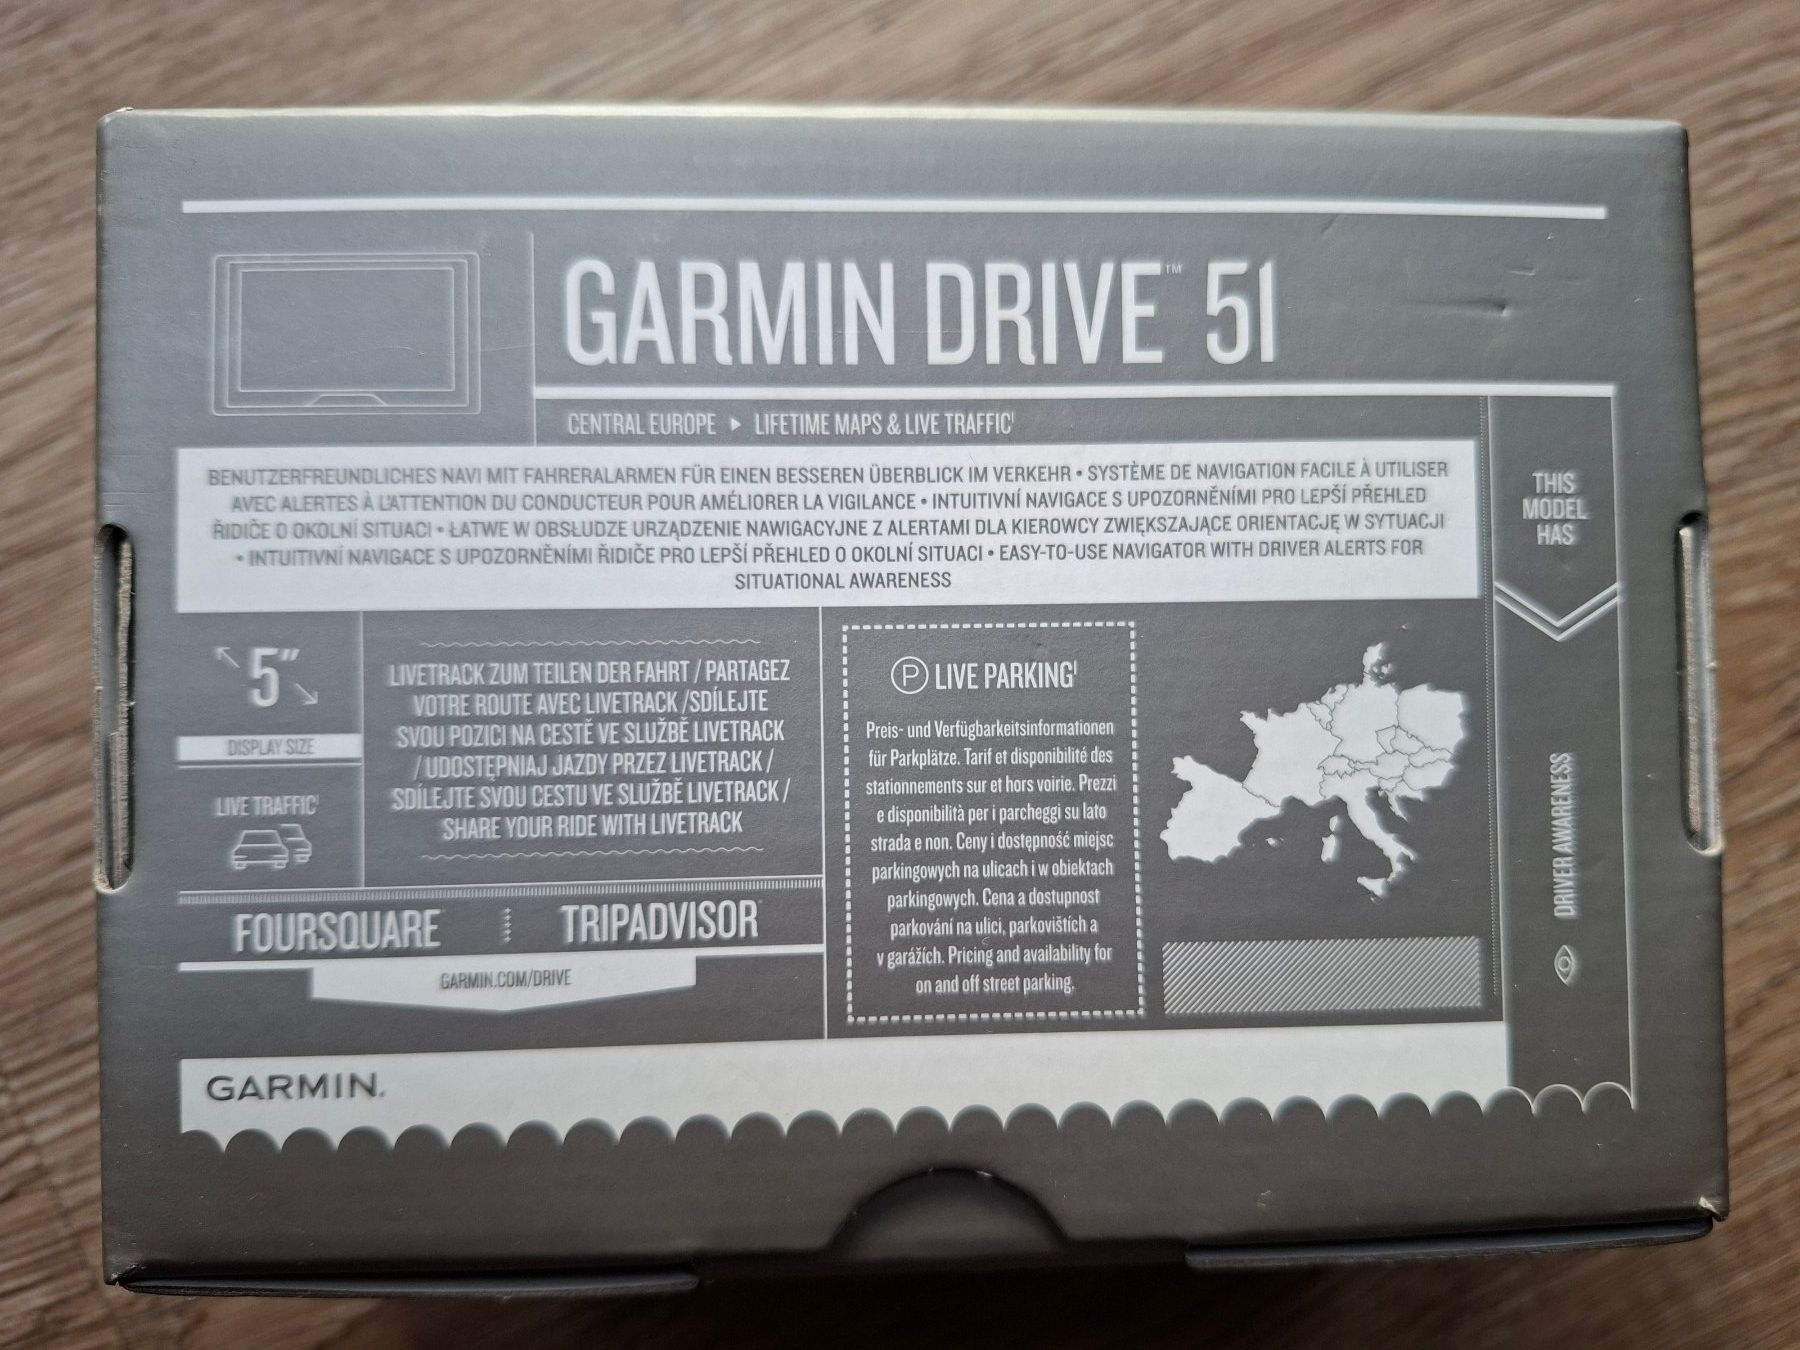 GARMIN DRIVE™ 51
CENTRAL EUROPE ▸ LIFETIME MAPS & LIVE TRAFFIC¹
BENUTZERFREUNDLICHES NAVI MIT FAHRERALARMEN FÜR EINEN BESSEREN ÜBERBLICK IM VERKEHR • SYSTÈME DE NAVIGATION FACILE À UTILISER
AVEC ALERTES À L'ATTENTION DU CONDUCTEUR POUR AMÉLIORER LA VIGILANCE • INTUITIVNÍ NAVIGACE S UPOZORNĚNÍMI PRO LEPŠÍ PŘEHLED
ŘIDIČE O OKOLNÍ SITUACI • ŁATWE W OBSŁUDZE URZĄDZENIE NAWIGACYJNE Z ALERTAMI DLA KIEROWCY ZWIĘKSZAJĄCE ORIENTACJĘ W SYTUACJI
• INTUITIVNÍ NAVIGACE S UPOZORNĚNÍMI ŘIDIČE PRO LEPŠÍ PŘEHLED O OKOLNÍ SITUACI • EASY-TO-USE NAVIGATOR WITH DRIVER ALERTS FOR
SITUATIONAL AWARENESS
THIS
MODEL
HAS
DRIVER AWARENESS
5"
DISPLAY SIZE
LIVE TRAFFIC¹
LIVETRACK ZUM TEILEN DER FAHRT / PARTAGEZ
VOTRE ROUTE AVEC LIVETRACK /SDÍLEJTE
SVOU POZICI NA CESTĚ VE SLUŽBĚ LIVETRACK
/ UDOSTĘPNIAJ JAZDY PRZEZ LIVETRACK /
SDÍLEJTE SVOU CESTU VE SLUŽBĚ LIVETRACK /
SHARE YOUR RIDE WITH LIVETRACK
FOURSQUARE
TRIPADVISOR
GARMIN.COM/DRIVE
P LIVE PARKING¹
Preis- und Verfügbarkeitsinformationen
für Parkplätze. Tarif et disponibilité des
stationnements sur et hors voirie. Prezzi
e disponibilità per i parcheggi su lato
strada e non. Ceny i dostępność miejsc
parkingowych na ulicach i w obiektach
parkingowych. Cena a dostupnost
parkování na ulici, parkovištích a
v garážích. Pricing and availability for
on and off street parking.
GARMIN.